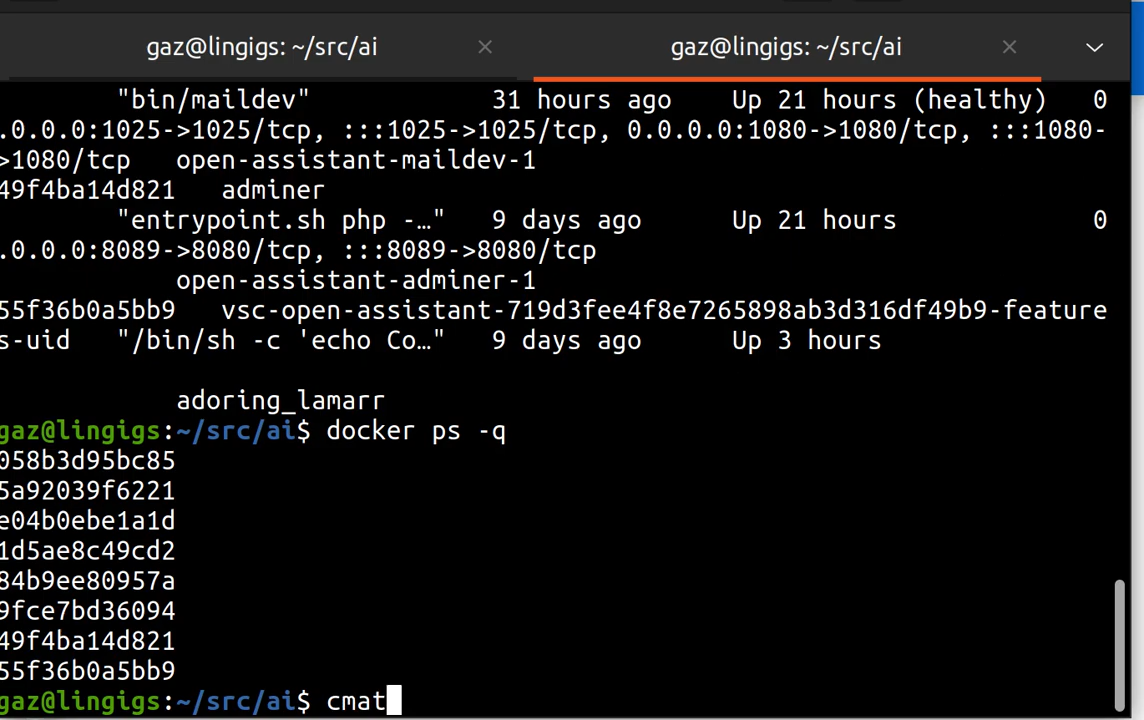 gaz@lingigs: ~/src/ai × gaz@lingigs: ~/src/ai ×
"bin/maildev" 31 hours ago Up 21 hours (healthy) 0
.0.0.0:1025->1025/tcp, :::1025->1025/tcp, 0.0.0.0:1080->1080/tcp, :::1080-
>1080/tcp open-assistant-maildev-1
49f4ba14d821 adminer
"entrypoint.sh php -…" 9 days ago Up 21 hours 0
.0.0.0:8089->8080/tcp, :::8089->8080/tcp
open-assistant-adminer-1
55f36b0a5bb9 vsc-open-assistant-719d3fee4f8e7265898ab3d316df49b9-feature
s-uid "/bin/sh -c 'echo Co…" 9 days ago Up 3 hours
adoring_lamarr
gaz@lingigs:~/src/ai$ docker ps -q
058b3d95bc85
5a92039f6221
e04b0ebe1a1d
1d5ae8c49cd2
84b9ee80957a
9fce7bd36094
49f4ba14d821
55f36b0a5bb9
gaz@lingigs:~/src/ai$ cmat